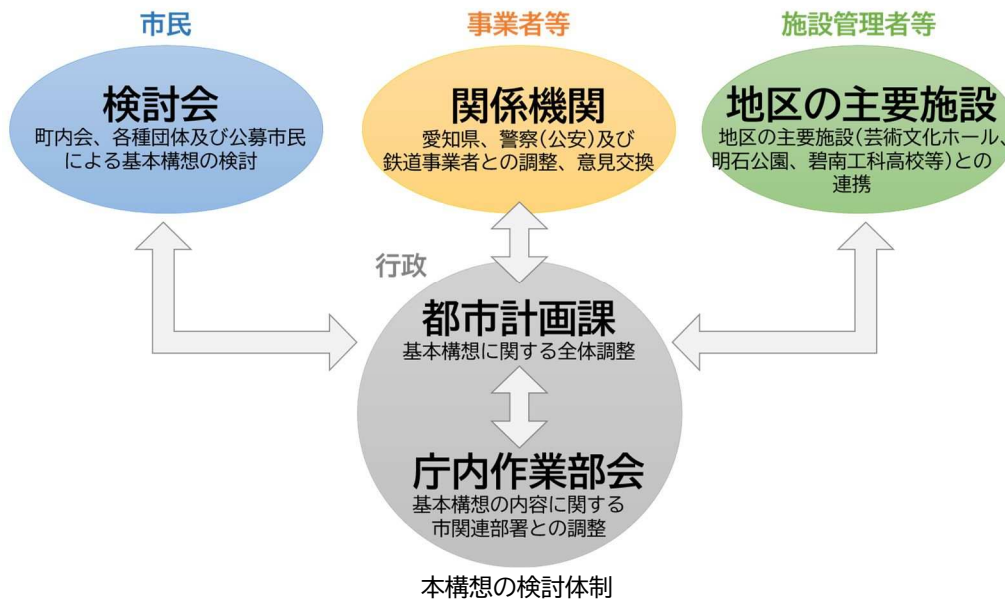 市民
検討会
町内会、各種団体及び公募市民
による基本構想の検討
事業者等
関係機関
愛知県、警察(公安)及び
鉄道事業者との調整、意見交換
施設管理者等
地区の主要施設
地区の主要施設(芸術文化ホール、
明石公園、碧南工科高校等)との
連携
行政
都市計画課
基本構想に関する全体調整
庁内作業部会
基本構想の内容に関する
市関連部署との調整
本構想の検討体制